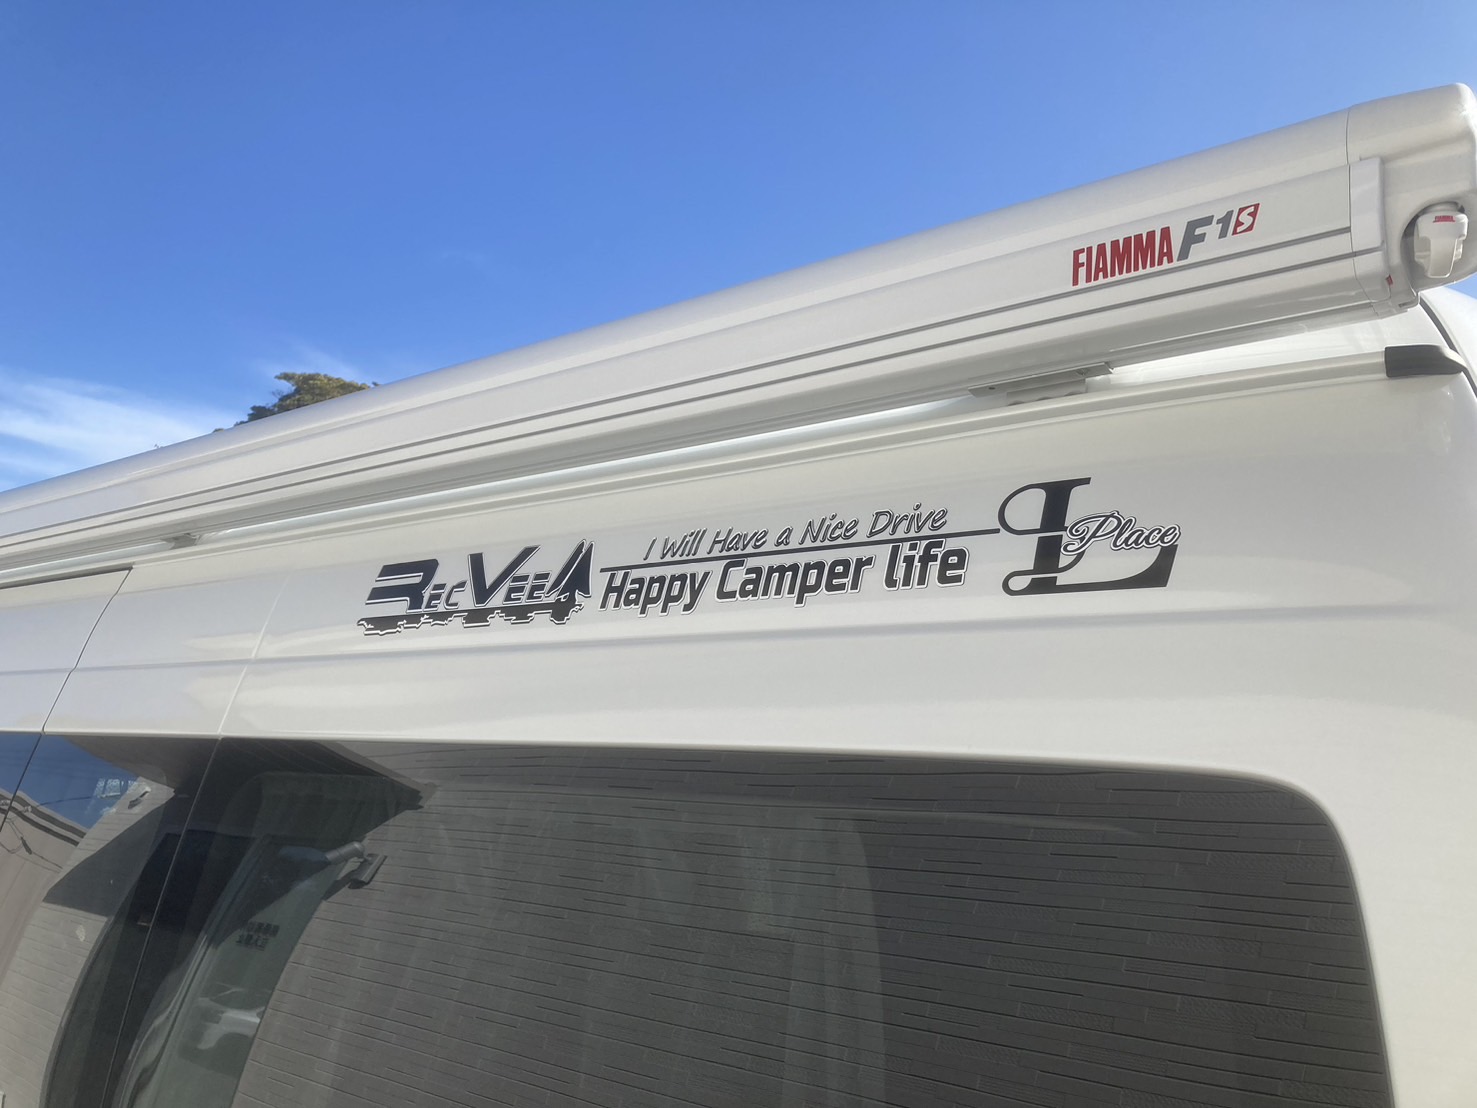 FIAMMA F1S
RECVEE
I Will Have a Nice Drive
Happy Camper life
L Place